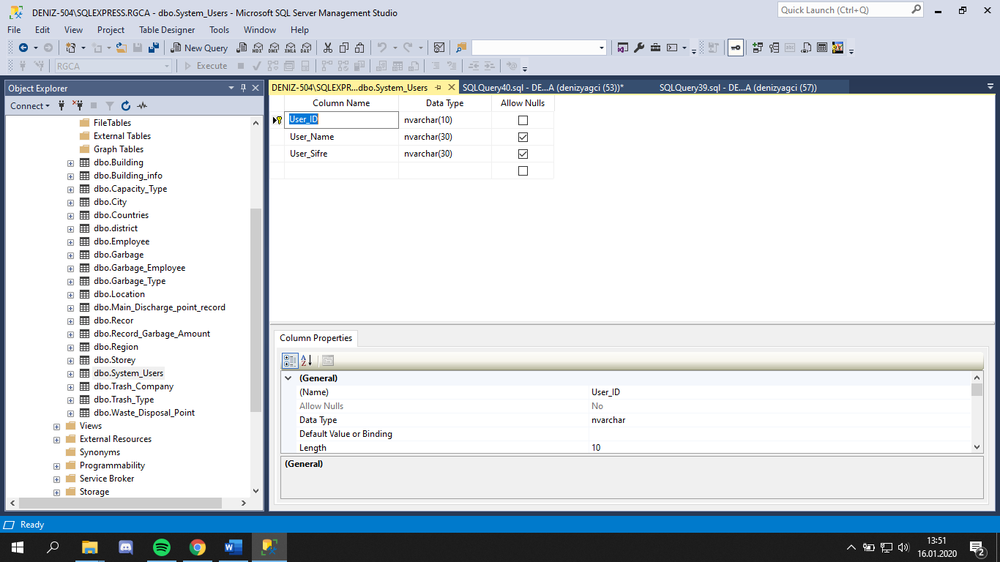 DENIZ-504\SQLEXPRESS.RGCA - dbo.System_Users - Microsoft SQL Server Management Studio
Quick Launch (Ctrl+Q)
File Edit View Project Table Designer Tools Window Help
New Query MDX DMX XMLA DAX
RGCA Execute
Object Explorer
Connect
FileTables
External Tables
Graph Tables
dbo.Building
dbo.Building_info
dbo.Capacity_Type
dbo.City
dbo.Countries
dbo.district
dbo.Employee
dbo.Garbage
dbo.Garbage_Employee
dbo.Garbage_Type
dbo.Location
dbo.Main_Discharge_point_record
dbo.Recor
dbo.Record_Garbage_Amount
dbo.Region
dbo.Storey
dbo.System_Users
dbo.Trash_Company
dbo.Trash_Type
dbo.Waste_Disposal_Point
Views
External Resources
Synonyms
Programmability
Service Broker
Storage
DENIZ-504\SQLEXPR...dbo.System_Users SQLQuery40.sql - DE...A (denizyagci (53))* SQLQuery39.sql - DE...A (denizyagci (57))
Column Name Data Type Allow Nulls
User_ID nvarchar(10)
User_Name nvarchar(30)
User_Sifre nvarchar(30)
Column Properties
(General)
(Name) User_ID
Allow Nulls No
Data Type nvarchar
Default Value or Binding
Length 10
(General)
Ready
13:51
16.01.2020
2